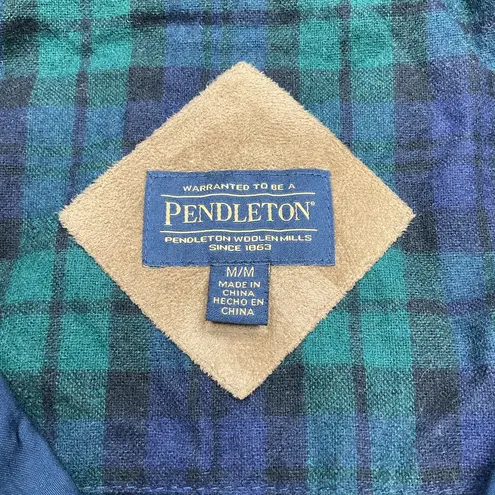 WARRANTED TO BE A
PENDLETON®
PENDLETON WOOLEN MILLS
SINCE 1863
M/M
MADE IN
CHINA
HECHO EN
CHINA